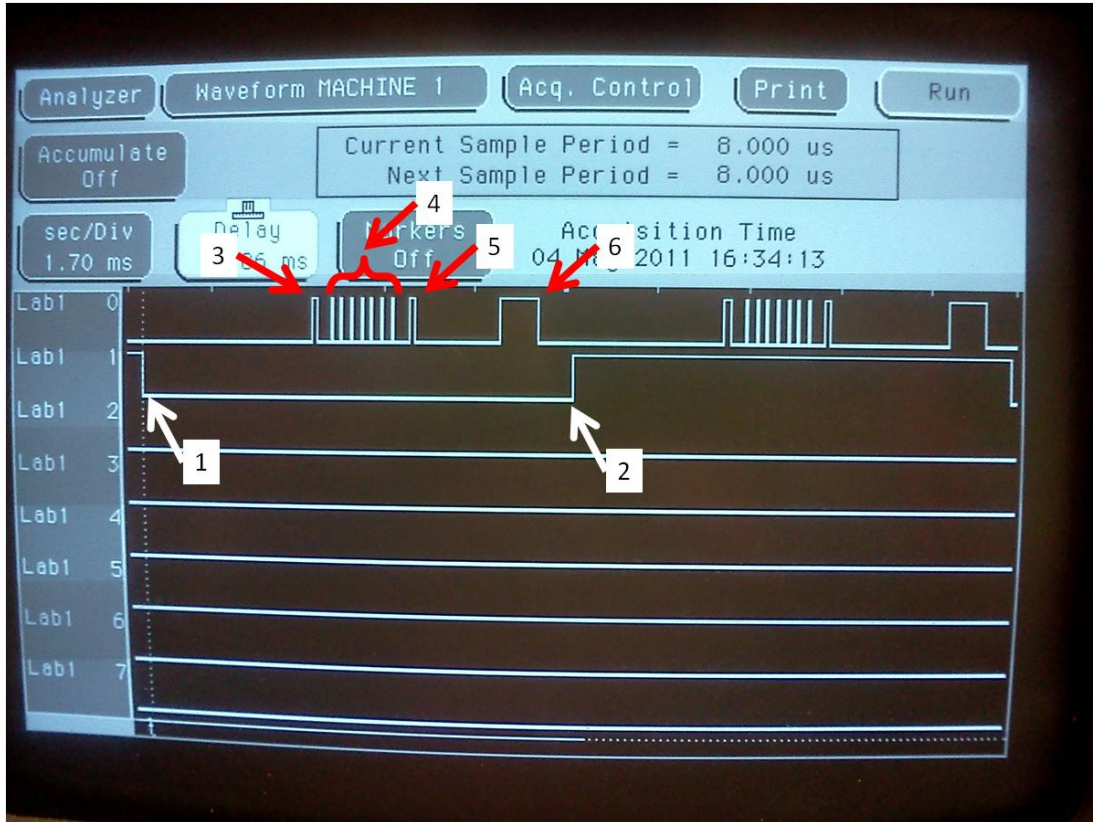 Analyzer Waveform MACHINE 1 Acq. Control Print Run
Accumulate
Off
Current Sample Period = 8.000 us
Next Sample Period = 8.000 us
sec/Div
1.70 ms
Delay
ms
Off
Time
2011 16:34:13
4
3
5
6
Lab1 0
Lab1 1
Lab1 2
Lab1 3
Lab1 4
Lab1 5
Lab1 6
Lab1 7
1
2